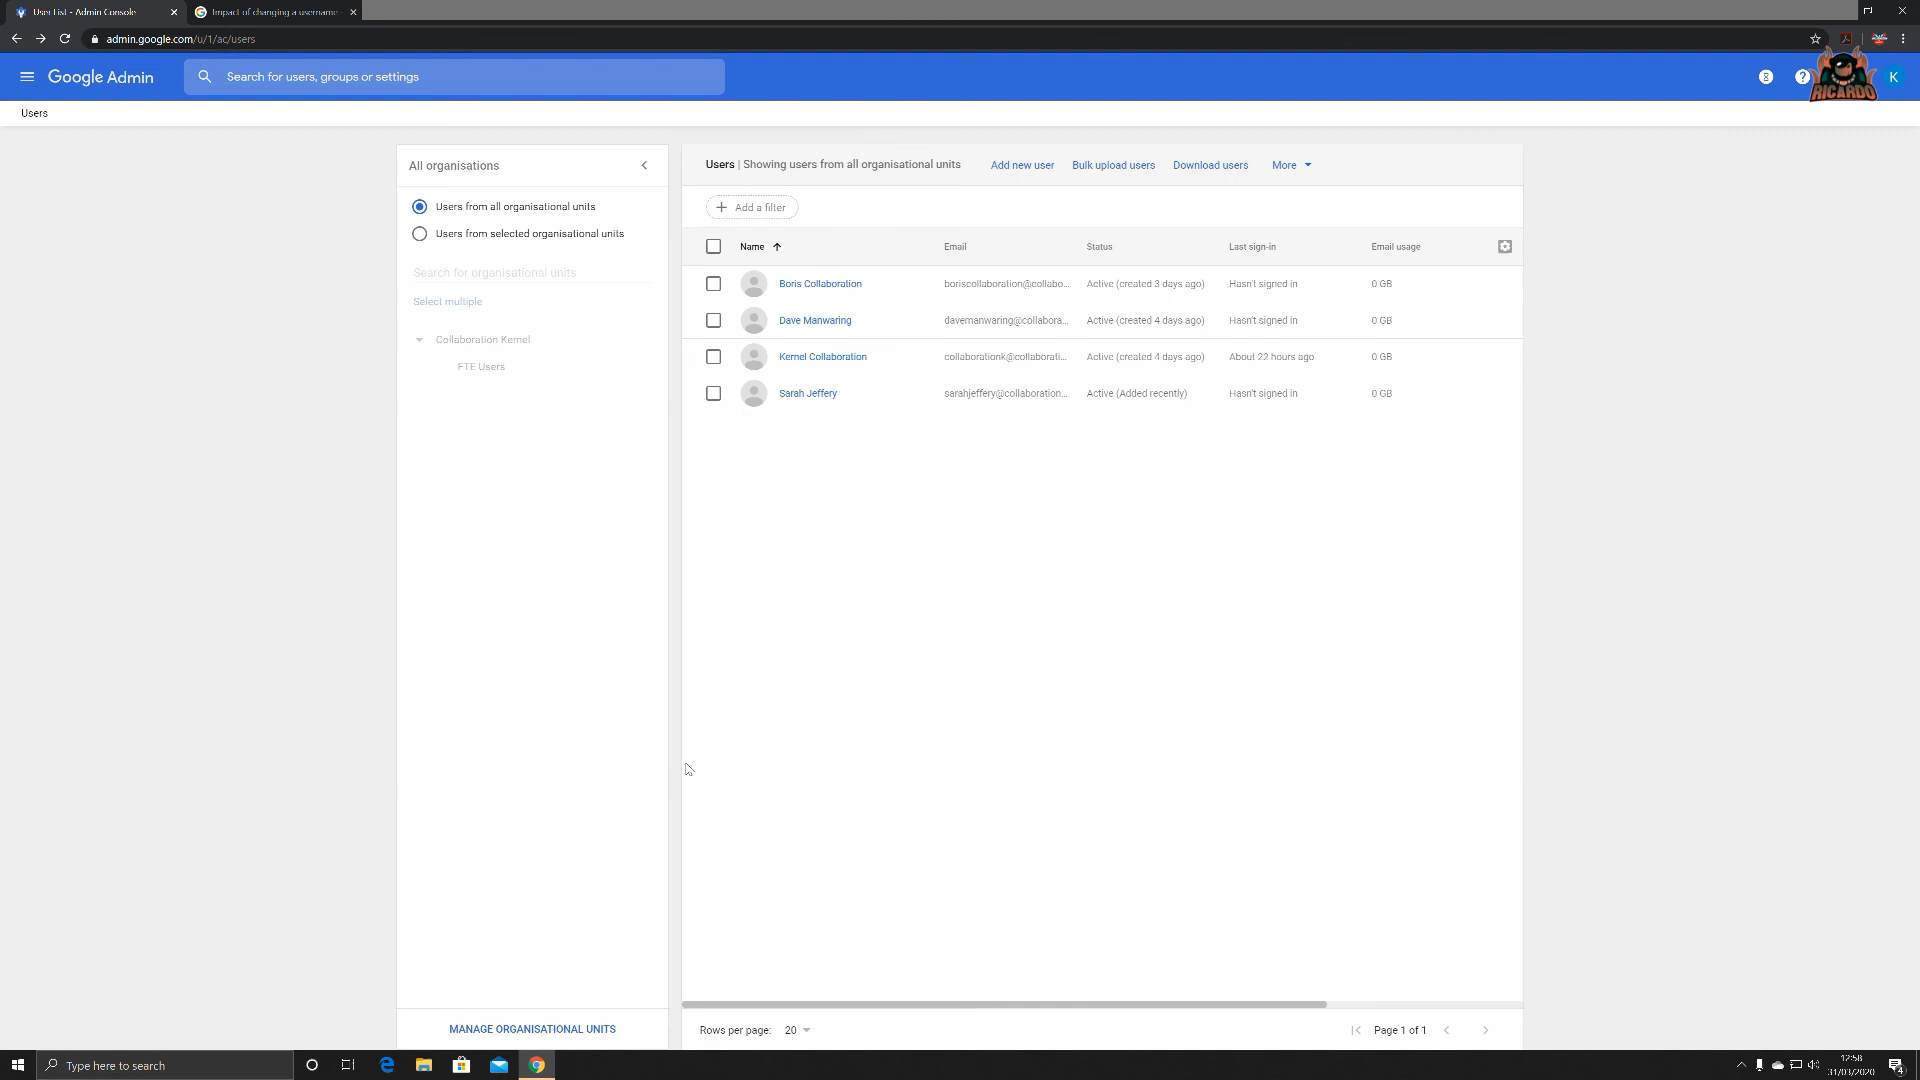 User List - Admin Console
Impact of changing a username -
admin.google.com/u/1/ac/users
Google Admin
Search for users, groups or settings
K
RICARDO
Users
All organisations
Users from all organisational units
Users from selected organisational units
Search for organisational units
Select multiple
Collaboration Kernel
FTE Users
MANAGE ORGANISATIONAL UNITS
Users | Showing users from all organisational units
Add new user
Bulk upload users
Download users
More
Add a filter
Name Email Status Last sign-in Email usage
Boris Collaboration boriscollaboration@collabo... Active (created 3 days ago) Hasn't signed in 0 GB
Dave Manwaring davemanwaring@collabora... Active (created 4 days ago) Hasn't signed in 0 GB
Kernel Collaboration collaborationk@collaborati... Active (created 4 days ago) About 22 hours ago 0 GB
Sarah Jeffery sarahjeffery@collaboration... Active (Added recently) Hasn't signed in 0 GB
Rows per page: 20
Page 1 of 1
Type here to search
12:58
31/03/2020
4